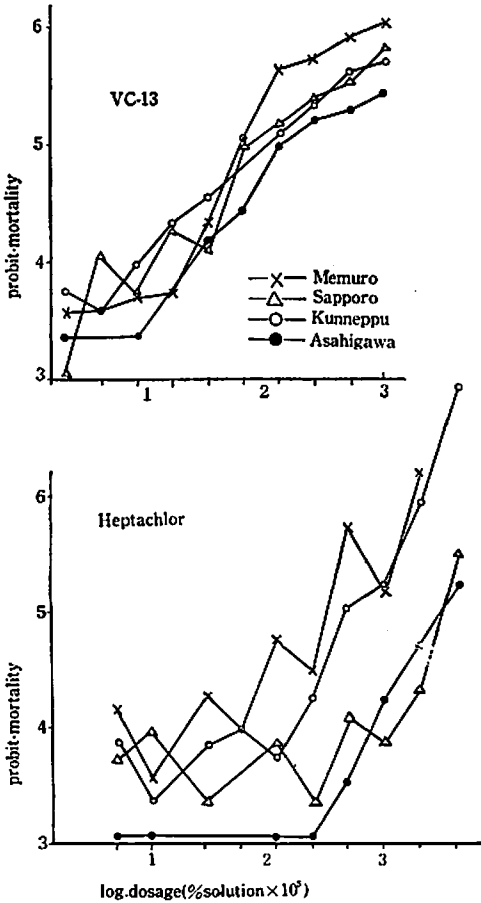 6
VC-13
5
probit-mortality
4
Memuro
Sapporo
Kunneppu
Asahigawa
3
1
2
3
6
Heptachlor
5
probit-mortality
4
3
1
2
3
log.dosage(%solution×10⁵)